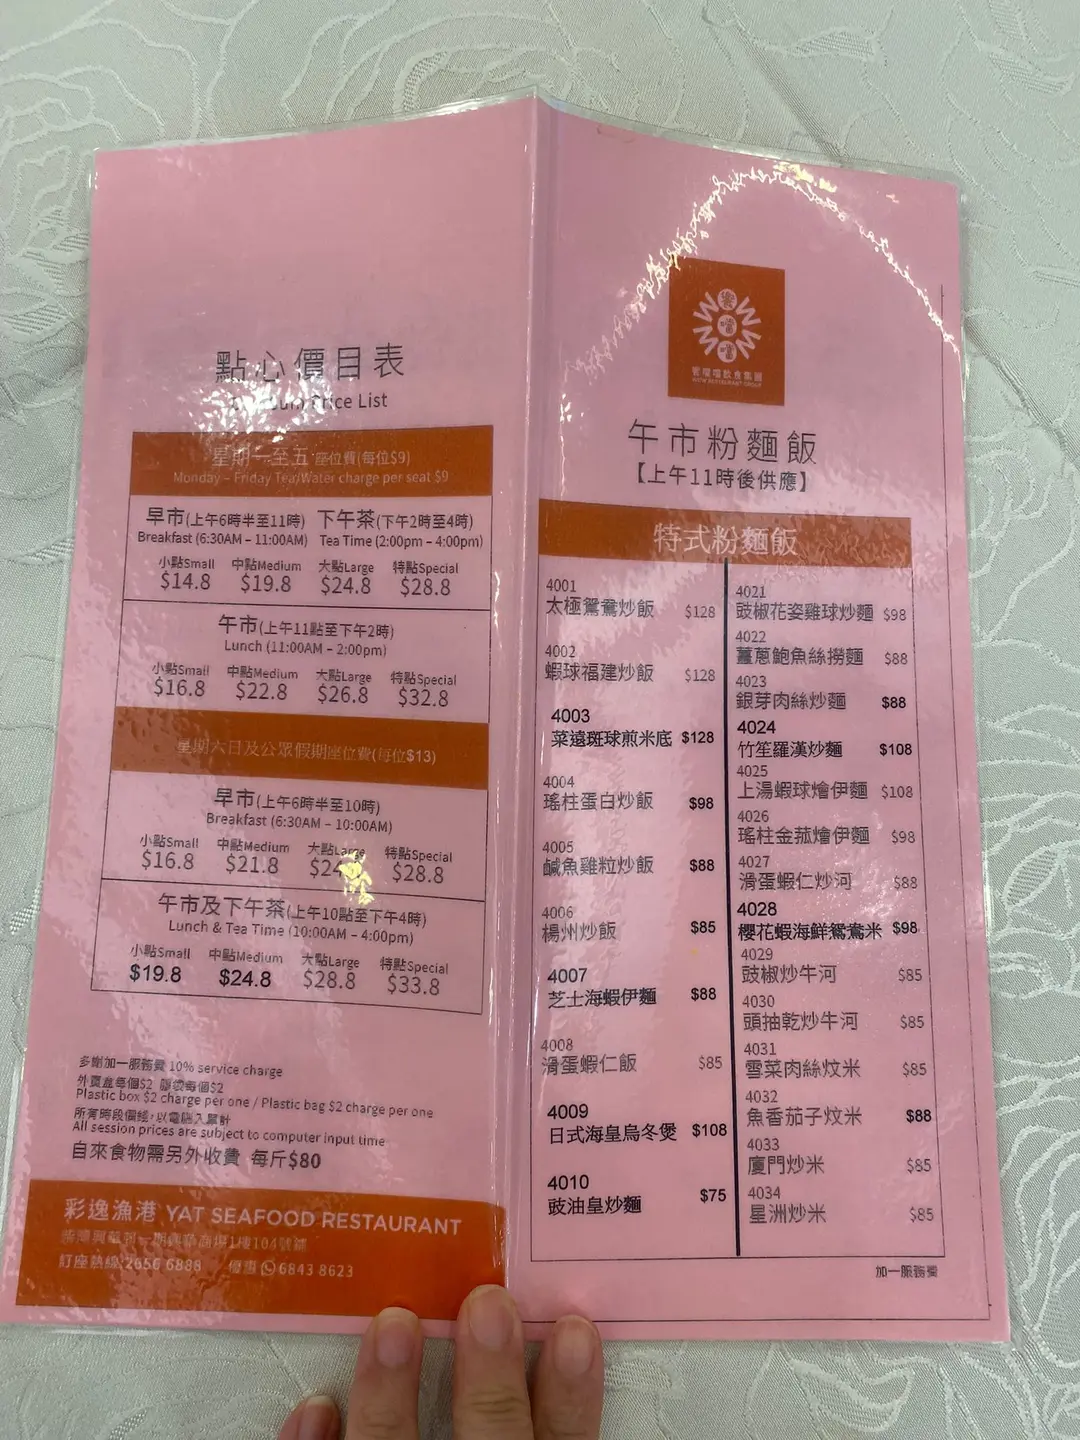 點心價目表
Price List
星期一至五 座位費(每位$9)
Monday – Friday Tea/Water charge per seat $9
早市(上午6時半至11時) 下午茶(下午2時至4時)
Breakfast (6:30AM – 11:00AM) Tea Time (2:00pm – 4:00pm)
小點Small 中點Medium 大點Large 特點Special
$14.8 $19.8 $24.8 $28.8
午市(上午11點至下午2時)
Lunch (11:00AM – 2:00pm)
小點Small 中點Medium 大點Large 特點Special
$16.8 $22.8 $26.8 $32.8
星期六日及公眾假期座位費(每位$13)
早市(上午6時半至10時)
Breakfast (6:30AM – 10:00AM)
小點Small 中點Medium 大點Large 特點Special
$16.8 $21.8 $28.8
午市及下午茶(上午10點至下午4時)
Lunch & Tea Time (10:00AM – 4:00pm)
小點Small 中點Medium 大點Large 特點Special
$19.8 $24.8 $28.8 $33.8
多謝加一服務費 10% service charge
外賣盒每個$2 膠袋每個$2
Plastic box $2 charge per one / Plastic bag $2 charge per one
所有時段價錢,以電腦入單計
All session prices are subject to computer input time
自來食物需另外收費 每斤$80
彩逸漁港 YAT SEAFOOD RESTAURANT
1樓104號鋪
訂座熱線:2656 6888 優惠 6843 8623
飲食集團
WOW RESTAURANT GROUP
午市粉麵飯
【上午11時後供應】
特式粉麵飯
4001
太極鴛鴦炒飯 $128
4002
蝦球福建炒飯 $128
4003
菜遠斑球煎米底 $128
4004
瑤柱蛋白炒飯 $98
4005
鹹魚雞粒炒飯 $88
4006
楊州炒飯 $85
4007
芝士海蝦伊麵 $88
4008
滑蛋蝦仁飯 $85
4009
日式海皇烏冬煲 $108
4010
豉油皇炒麵 $75
4021
豉椒花姿雞球炒麵 $98
4022
薑蔥鮑魚絲撈麵 $88
4023
銀芽肉絲炒麵 $88
4024
竹笙羅漢炒麵 $108
4025
上湯蝦球燴伊麵 $108
4026
瑤柱金菇燴伊麵 $98
4027
滑蛋蝦仁炒河 $88
4028
櫻花蝦海鮮鴛鴦米 $98
4029
豉椒炒牛河 $85
4030
頭抽乾炒牛河 $85
4031
雪菜肉絲炆米 $85
4032
魚香茄子炆米 $88
4033
廈門炒米 $85
4034
星洲炒米 $85
加一服務費